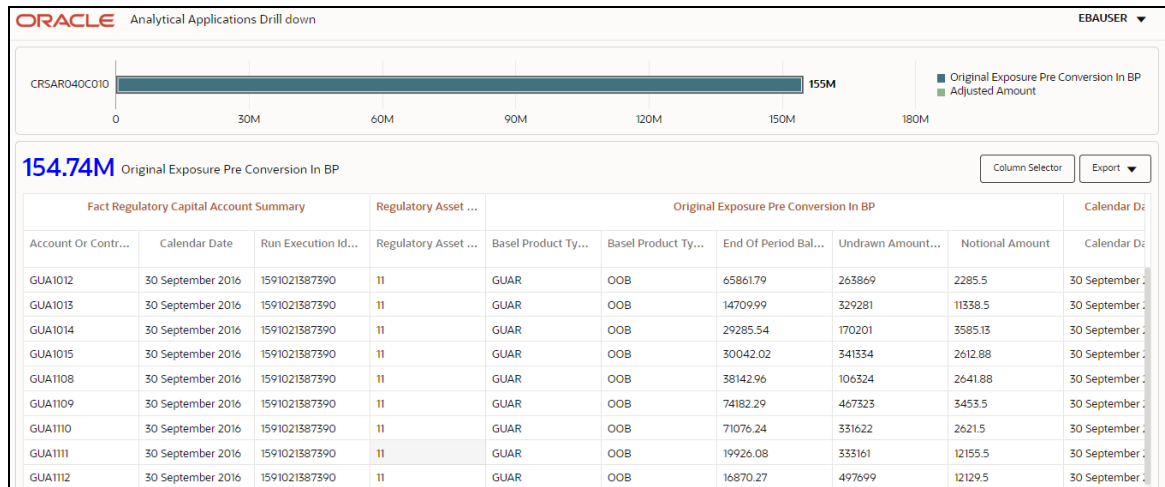 ORACLE Analytical Applications Drill down EBAUSER
CRSAR040C010 155M
Original Exposure Pre Conversion In BP
Adjusted Amount
0 30M 60M 90M 120M 150M 180M
154.74M Original Exposure Pre Conversion In BP Column Selector Export
Fact Regulatory Capital Account Summary Regulatory Asset ... Original Exposure Pre Conversion In BP Calendar Da
Account Or Contr... Calendar Date Run Execution Id... Regulatory Asset ... Basel Product Ty... Basel Product Ty... End Of Period Bal... Undrawn Amount... Notional Amount Calendar Da
GUA1012 30 September 2016 1591021387390 11 GUAR OOB 65861.79 263869 2285.5 30 September
GUA1013 30 September 2016 1591021387390 11 GUAR OOB 14709.99 329281 11338.5 30 September
GUA1014 30 September 2016 1591021387390 11 GUAR OOB 29285.54 170201 3585.13 30 September
GUA1015 30 September 2016 1591021387390 11 GUAR OOB 30042.02 341334 2612.88 30 September
GUA1108 30 September 2016 1591021387390 11 GUAR OOB 38142.96 106324 2641.88 30 September
GUA1109 30 September 2016 1591021387390 11 GUAR OOB 74182.29 467323 3453.5 30 September
GUA1110 30 September 2016 1591021387390 11 GUAR OOB 71076.24 331622 2621.5 30 September
GUA1111 30 September 2016 1591021387390 11 GUAR OOB 19926.08 333161 12155.5 30 September
GUA1112 30 September 2016 1591021387390 11 GUAR OOB 16870.27 497699 12129.5 30 September